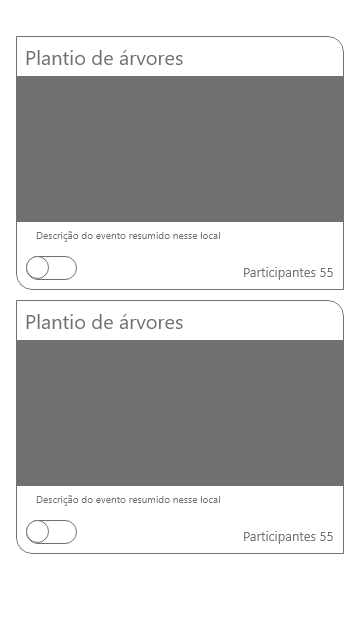 Plantio de árvores
Descrição do evento resumido nesse local
Participantes 55
Plantio de árvores
Descrição do evento resumido nesse local
Participantes 55